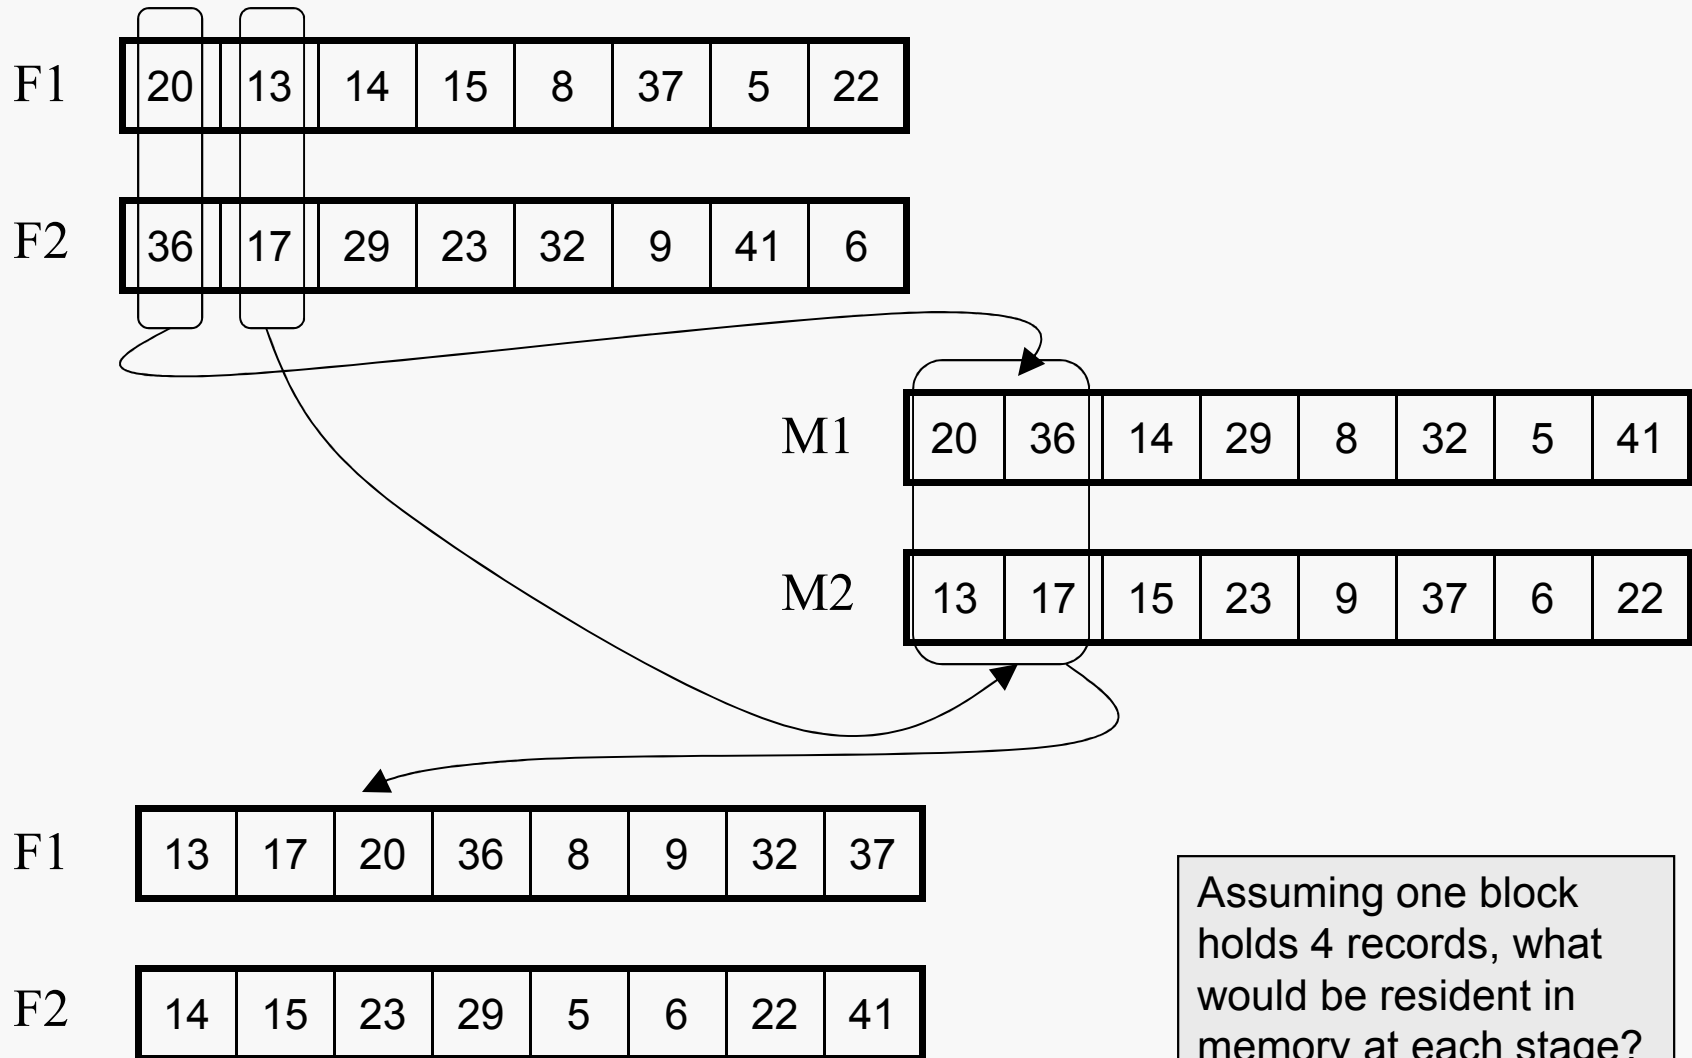 F1 20 13 14 15 8 37 5 22
F2 36 17 29 23 32 9 41 6
M1 20 36 14 29 8 32 5 41
M2 13 17 15 23 9 37 6 22
F1 13 17 20 36 8 9 32 37
F2 14 15 23 29 5 6 22 41
Assuming one block
holds 4 records, what
would be resident in
memory at each stage?